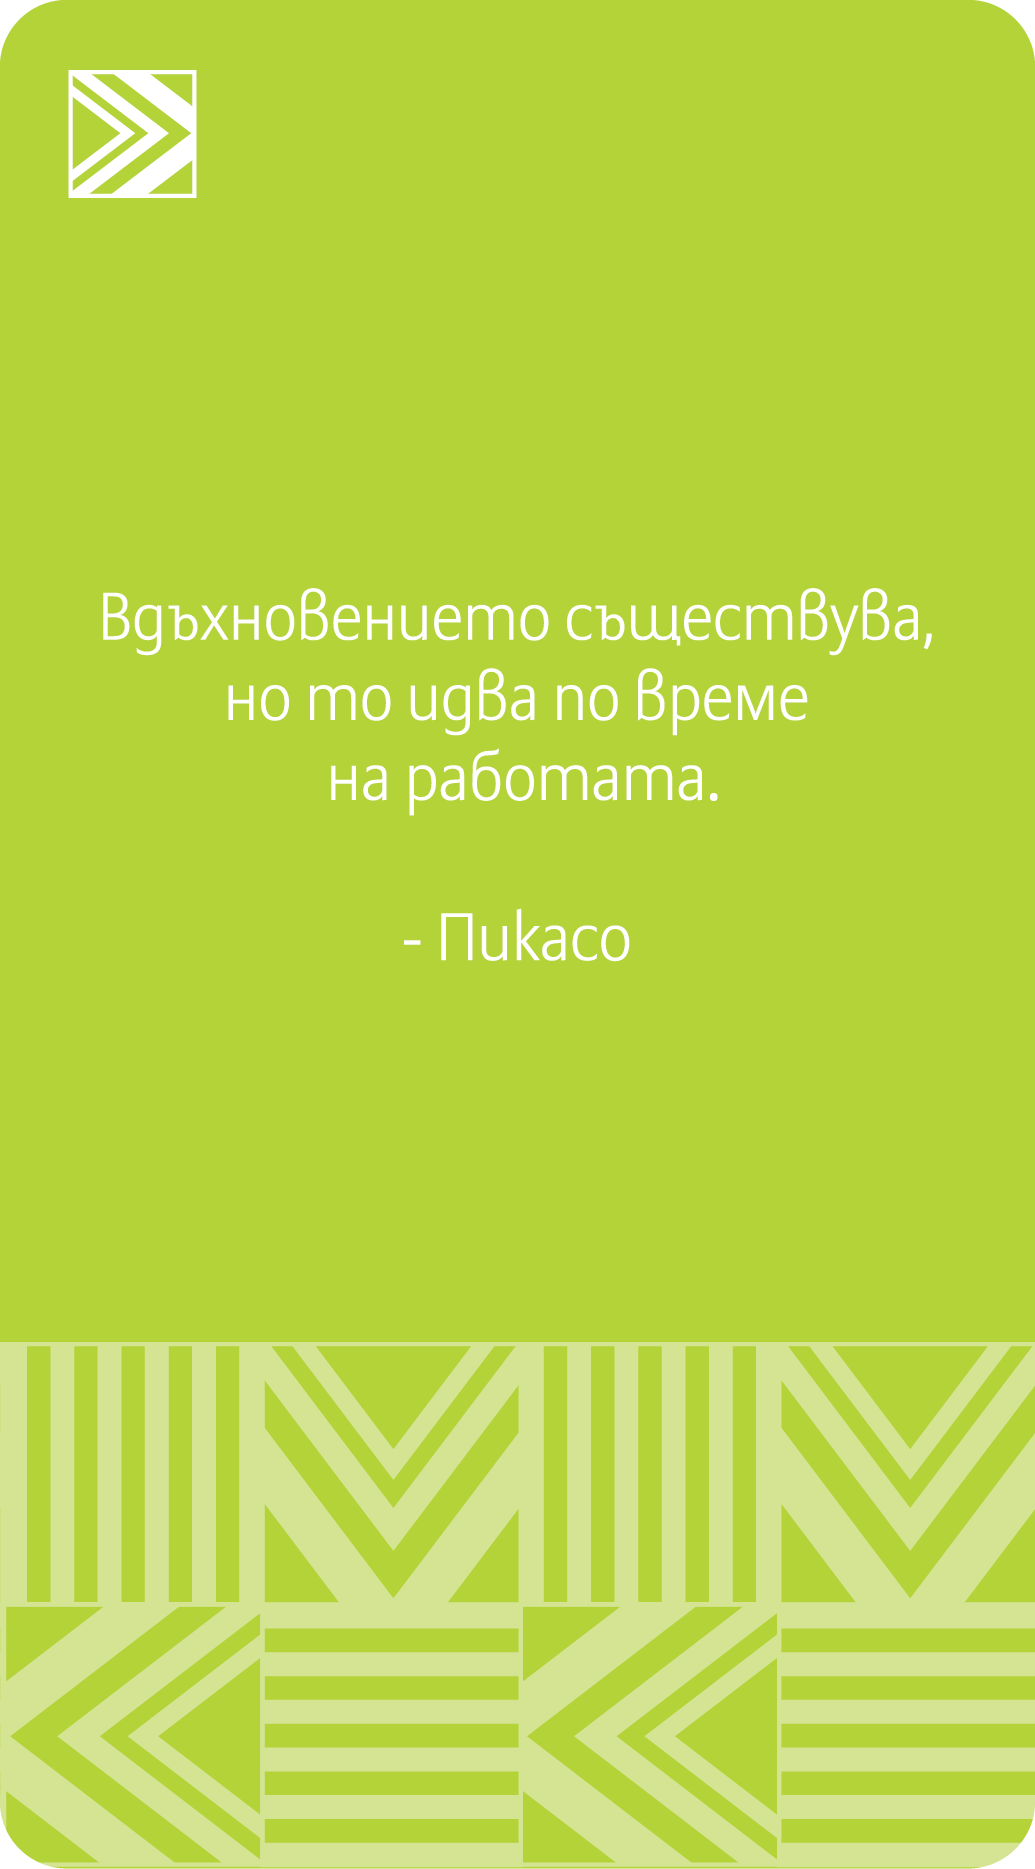 Вдъхновението съществува,
но то идва по време
на работата.
- Пикасо